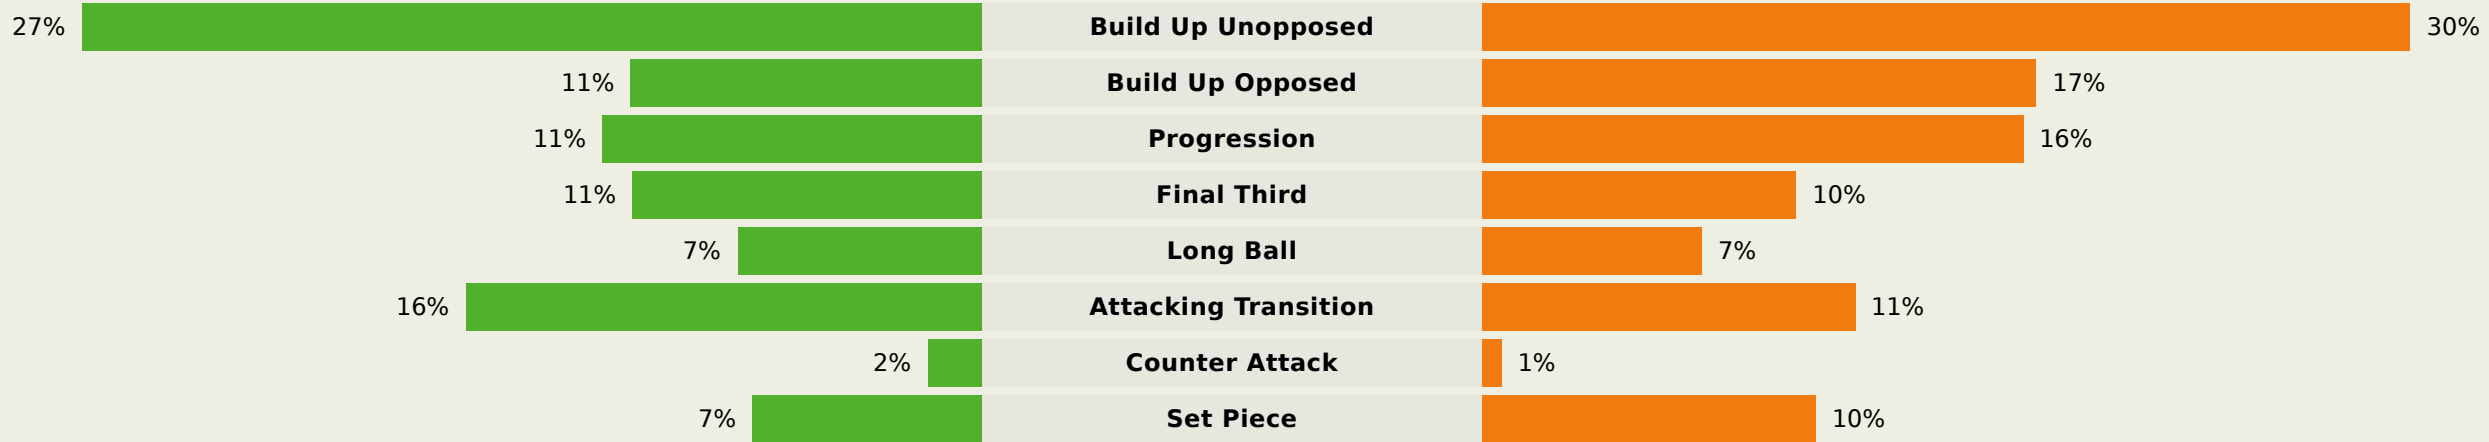 27% Build Up Unopposed 30%
11% Build Up Opposed 17%
11% Progression 16%
11% Final Third 10%
7% Long Ball 7%
16% Attacking Transition 11%
2% Counter Attack 1%
7% Set Piece 10%